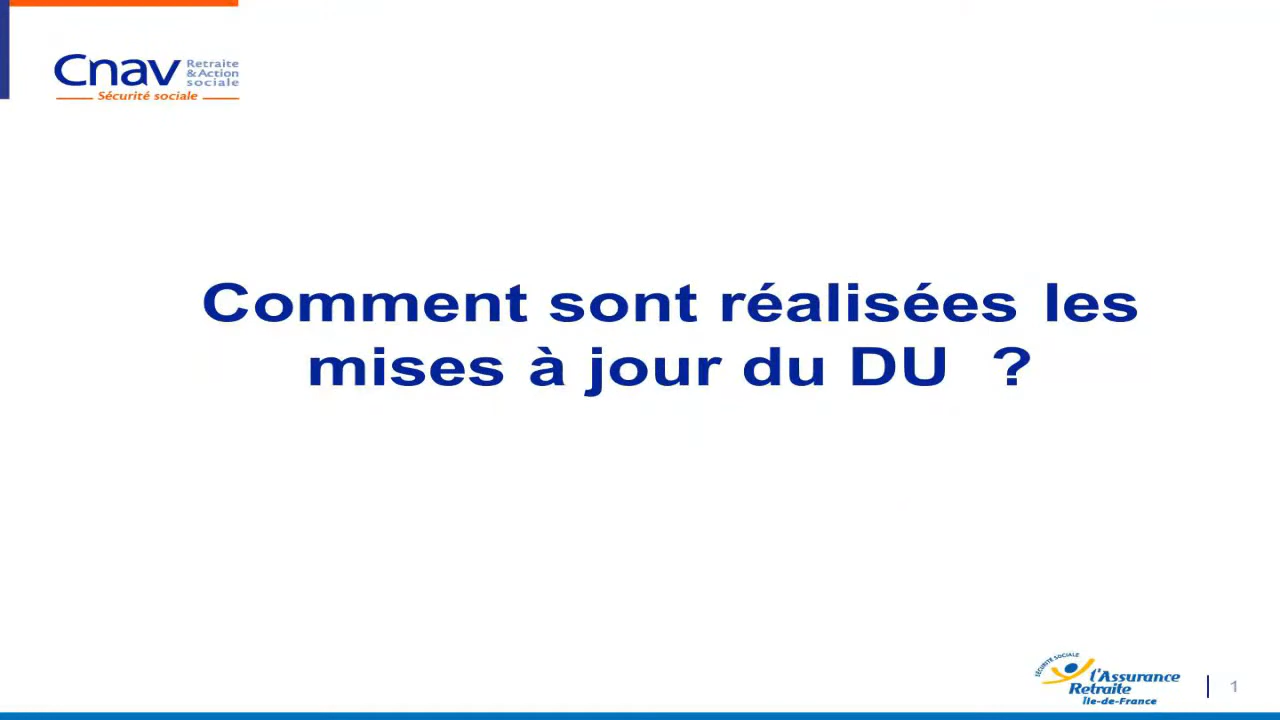 Cnav
Retraite
& Action
sociale
Sécurité sociale
Comment sont réalisées les
mises à jour du DU ?
SÉCURITÉ SOCIALE
l'Assurance
Retraite
Île-de-France
1